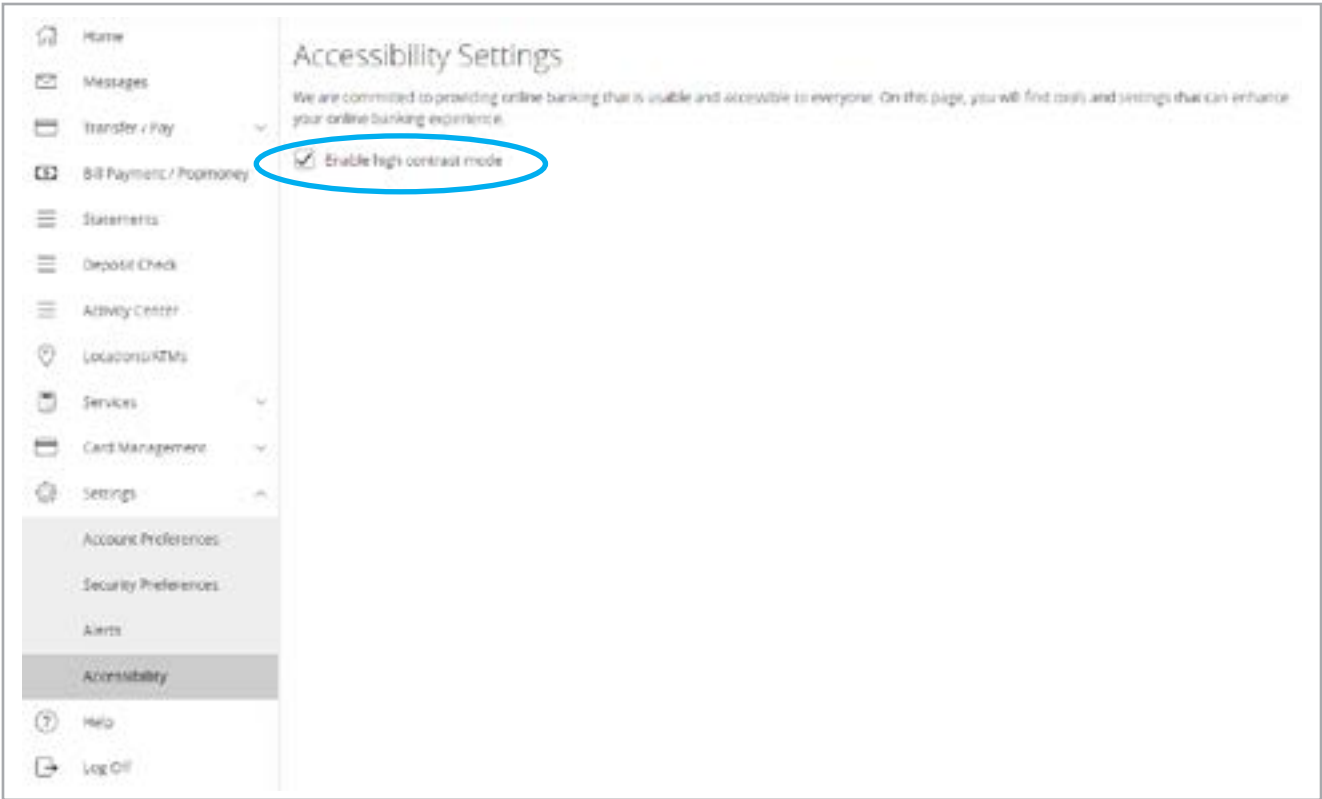 Home
Messages
Transfer / Pay
Bill Payment / Popmoney
Statements
Deposit Check
Activity Center
Locations/ATMs
Services
Card Management
Settings
Account Preferences
Security Preferences
Alerts
Accessibility
Help
Log Off
Accessibility Settings
We are committed to providing online banking that is usable and accessible to everyone. On this page, you will find tools and settings that can enhance
your online banking experience.
Enable high contrast mode